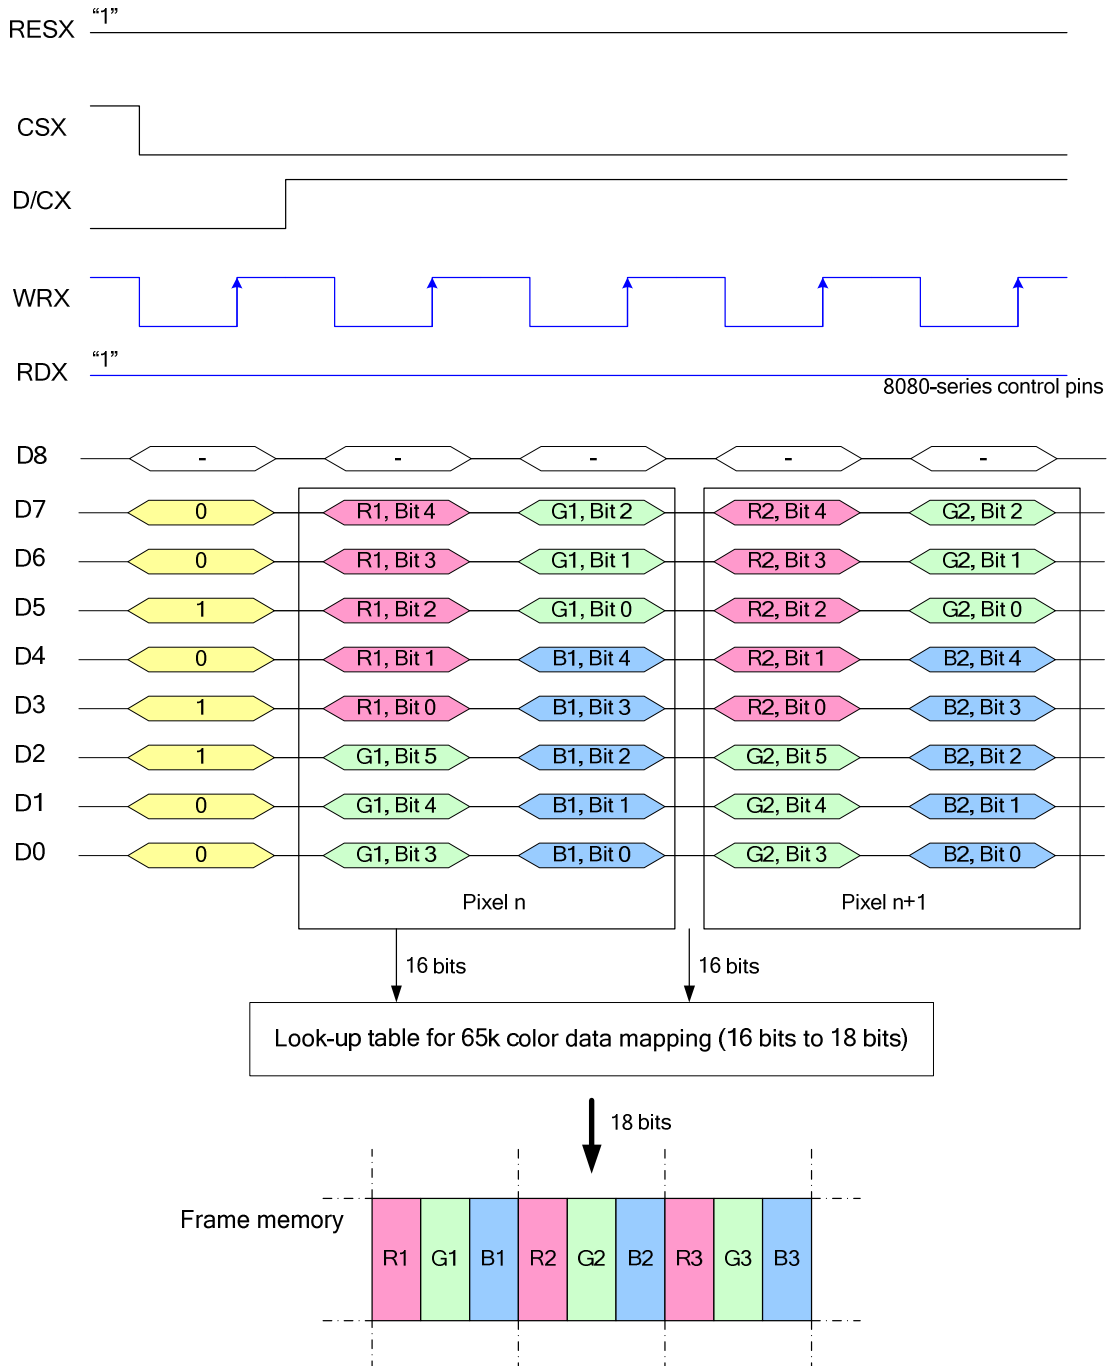 RESX “1”
CSX
D/CX
WRX
RDX “1”
8080-series control pins
D8 - - - - -
D7 0 R1, Bit 4 G1, Bit 2 R2, Bit 4 G2, Bit 2
D6 0 R1, Bit 3 G1, Bit 1 R2, Bit 3 G2, Bit 1
D5 1 R1, Bit 2 G1, Bit 0 R2, Bit 2 G2, Bit 0
D4 0 R1, Bit 1 B1, Bit 4 R2, Bit 1 B2, Bit 4
D3 1 R1, Bit 0 B1, Bit 3 R2, Bit 0 B2, Bit 3
D2 1 G1, Bit 5 B1, Bit 2 G2, Bit 5 B2, Bit 2
D1 0 G1, Bit 4 B1, Bit 1 G2, Bit 4 B2, Bit 1
D0 0 G1, Bit 3 B1, Bit 0 G2, Bit 3 B2, Bit 0
Pixel n Pixel n+1
16 bits 16 bits
Look-up table for 65k color data mapping (16 bits to 18 bits)
18 bits
Frame memory
R1 G1 B1 R2 G2 B2 R3 G3 B3